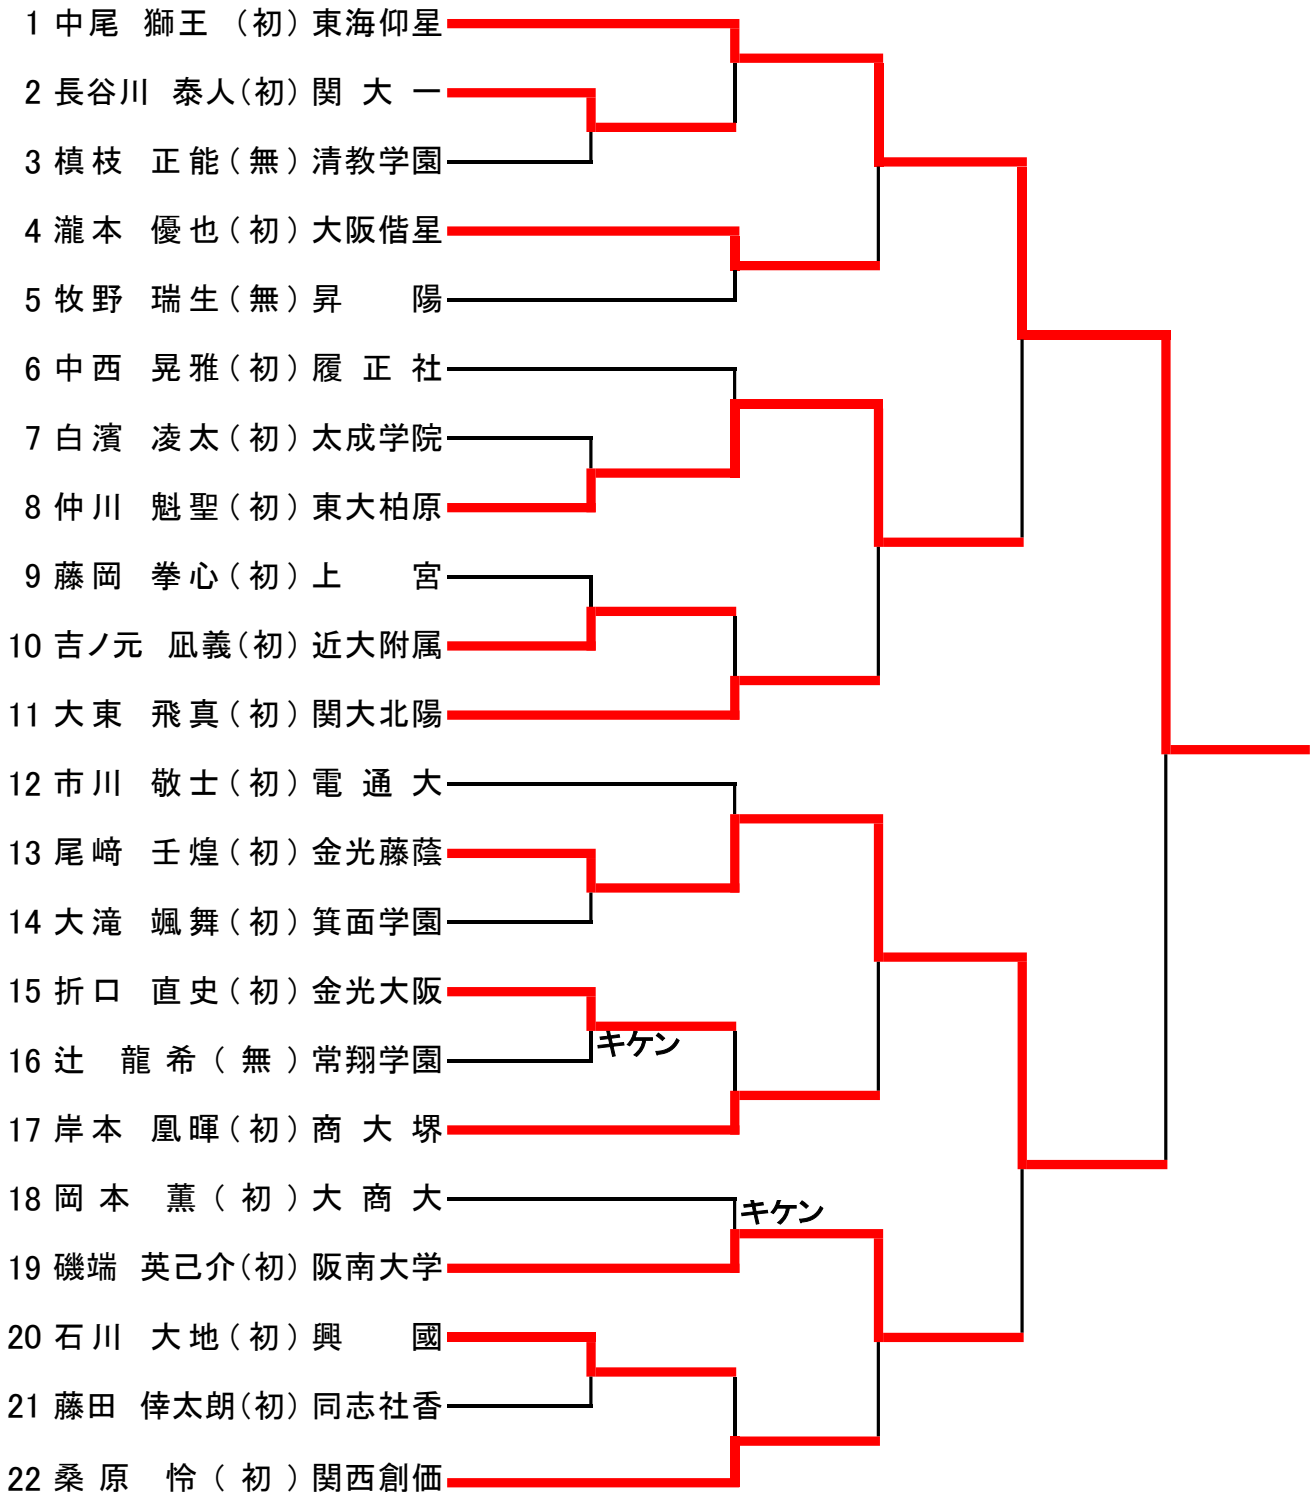 1 中尾 獅王 (初) 東海仰星
2 長谷川 泰人(初) 関大一
3 槙枝 正能(無) 清教学園
4 瀧本 優也(初) 大阪偕星
5 牧野 瑞生(無) 昇陽
6 中西 晃雅(初) 履正社
7 白濱 凌太(初) 太成学院
8 仲川 魁聖(初) 東大柏原
9 藤岡 拳心(初) 上宮
10 吉ノ元 凪義(初) 近大附属
11 大東 飛真(初) 関大北陽
12 市川 敬士(初) 電通大
13 尾﨑 壬煌(初) 金光藤蔭
14 大滝 颯舞(初) 箕面学園
15 折口 直史(初) 金光大阪
キケン
16 辻 龍希(無) 常翔学園
17 岸本 凰暉(初) 商大堺
18 岡本 薫(初) 大商大
キケン
19 磯端 英己介(初) 阪南大学
20 石川 大地(初) 興國
21 藤田 倖太朗(初) 同志社香
22 桑原 怜(初) 関西創価